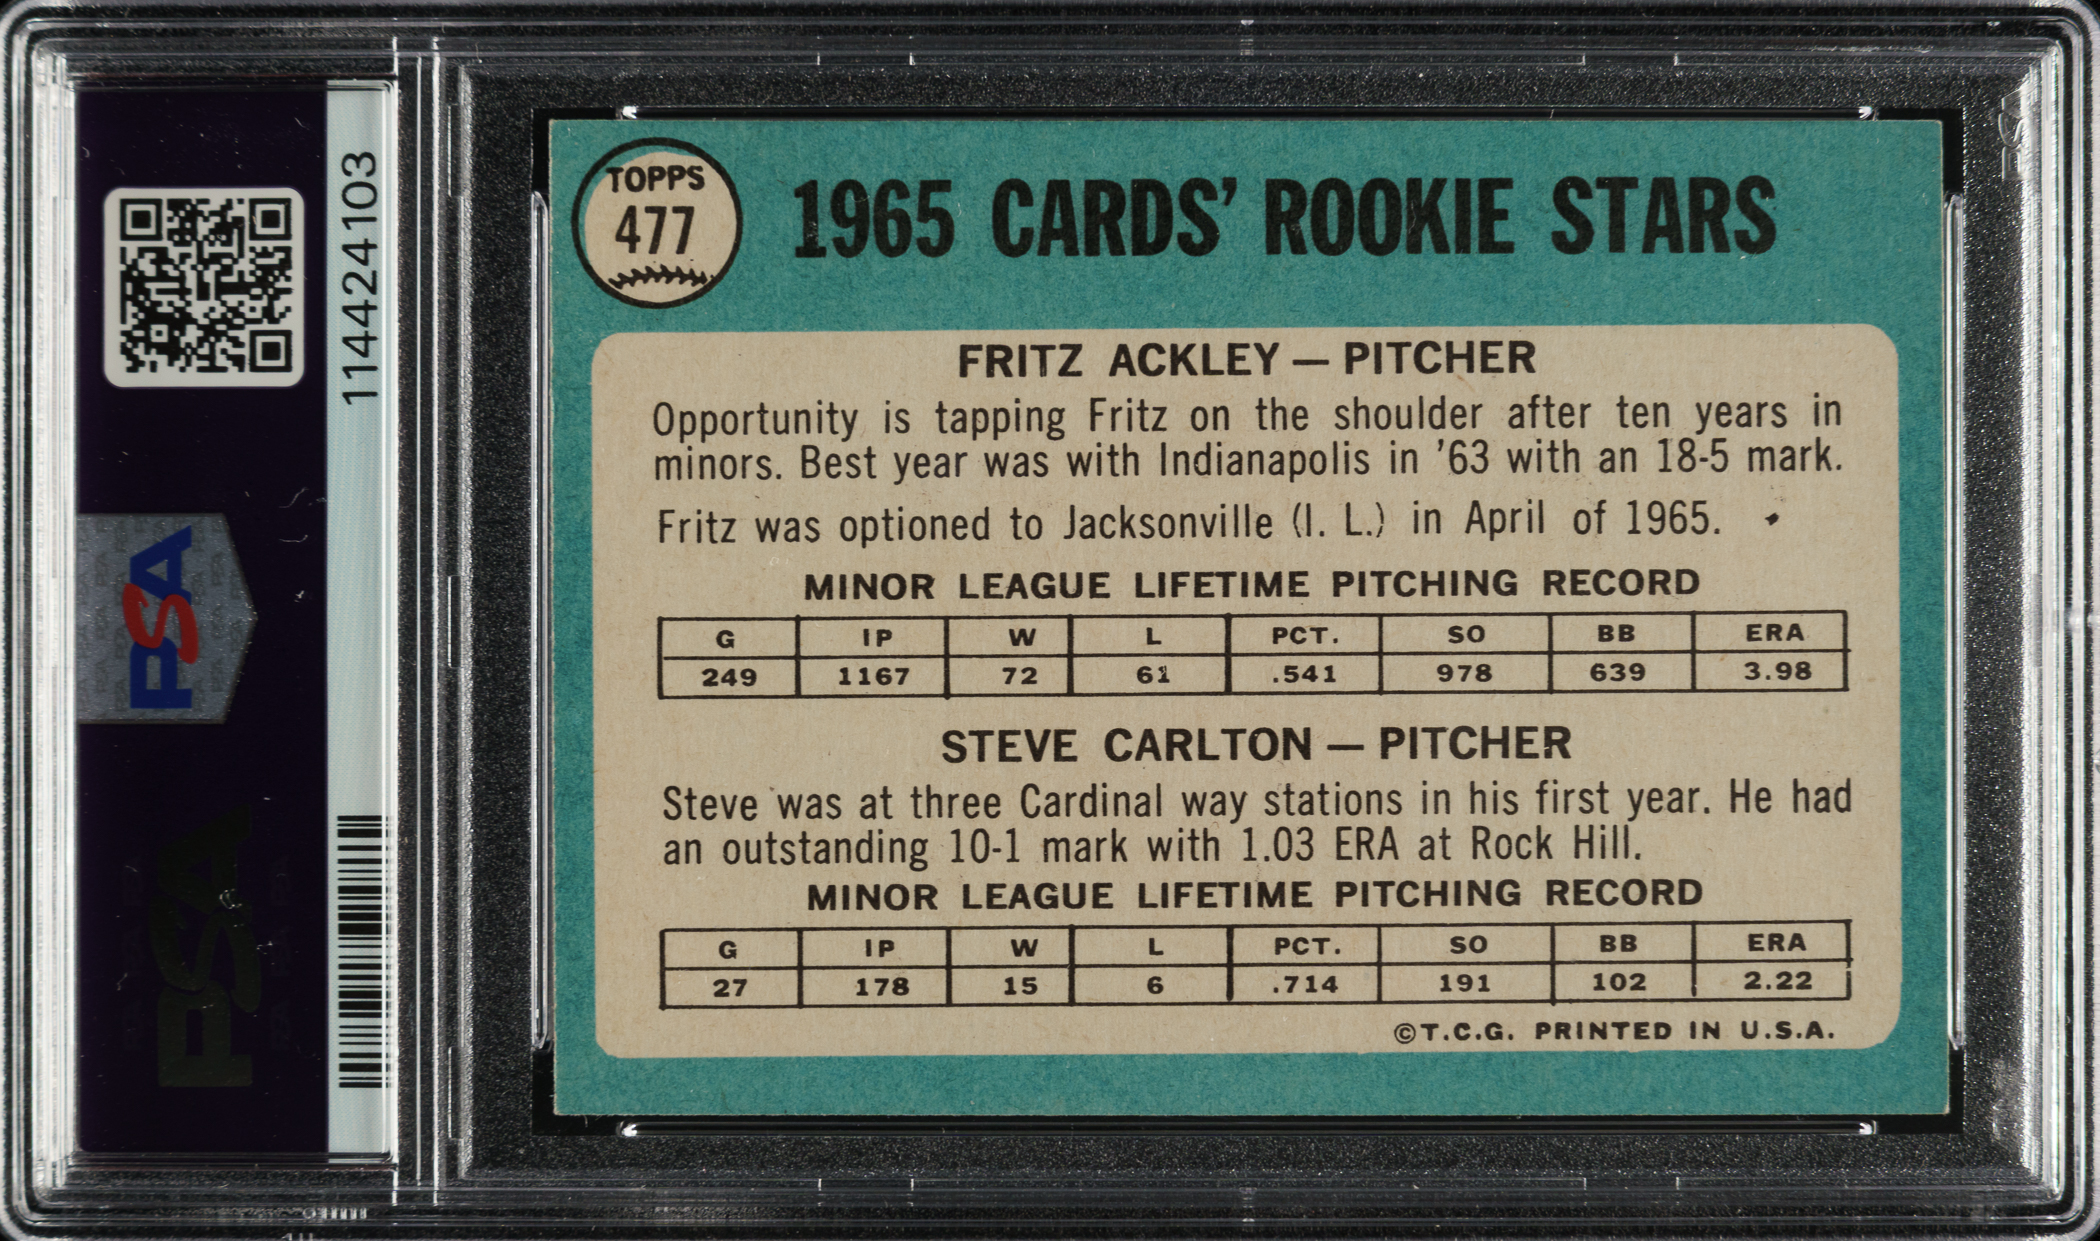 114424103
PSA
TOPPS
477
1965 CARDS' ROOKIE STARS
FRITZ ACKLEY — PITCHER
Opportunity is tapping Fritz on the shoulder after ten years in
minors. Best year was with Indianapolis in '63 with an 18-5 mark.
Fritz was optioned to Jacksonville (I. L.) in April of 1965.
MINOR LEAGUE LIFETIME PITCHING RECORD
G IP W L PCT. SO BB ERA
249 1167 72 61 .541 978 639 3.98
STEVE CARLTON — PITCHER
Steve was at three Cardinal way stations in his first year. He had
an outstanding 10-1 mark with 1.03 ERA at Rock Hill.
MINOR LEAGUE LIFETIME PITCHING RECORD
G IP W L PCT. SO BB ERA
27 178 15 6 .714 191 102 2.22
©T.C.G. PRINTED IN U.S.A.
PSA